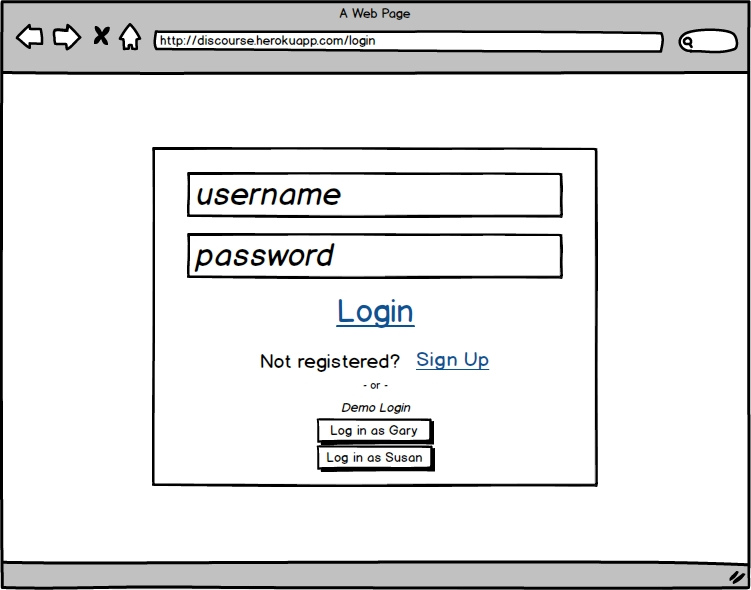 A Web Page
http://discourse.herokuapp.com/login
username
password
Login
Not registered? Sign Up
- or -
Demo Login
Log in as Gary
Log in as Susan